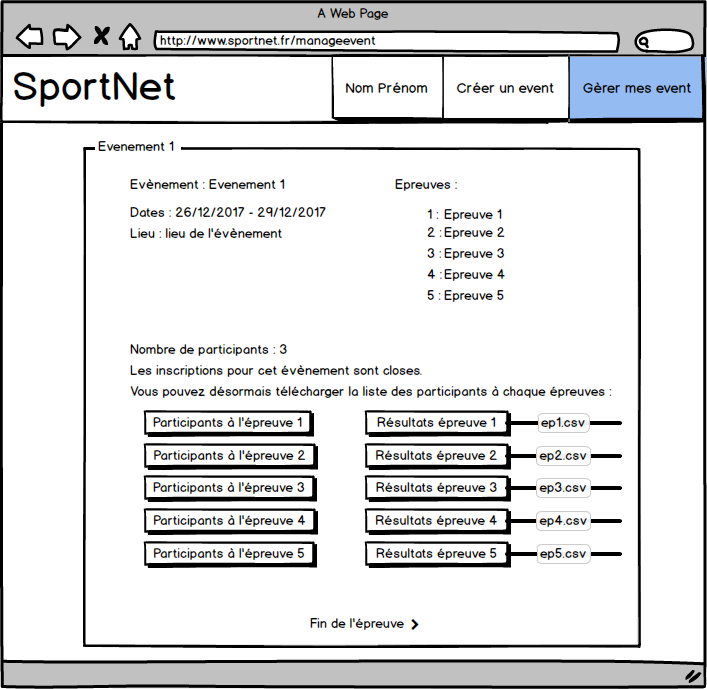 A Web Page
http://www.sportnet.fr/manageevent
SportNet
Nom Prénom
Créer un event
Gèrer mes event
Evenement 1
Evènement : Evenement 1
Epreuves :
Dates : 26/12/2017 - 29/12/2017
1 : Epreuve 1
Lieu : lieu de l'évènement
2 : Epreuve 2
3 : Epreuve 3
4 : Epreuve 4
5 : Epreuve 5
Nombre de participants : 3
Les inscriptions pour cet évènement sont closes.
Vous pouvez désormais télécharger la liste des participants à chaque épreuves :
Participants à l'épreuve 1
Résultats épreuve 1
ep1.csv
Participants à l'épreuve 2
Résultats épreuve 2
ep2.csv
Participants à l'épreuve 3
Résultats épreuve 3
ep3.csv
Participants à l'épreuve 4
Résultats épreuve 4
ep4.csv
Participants à l'épreuve 5
Résultats épreuve 5
ep5.csv
Fin de l'épreuve